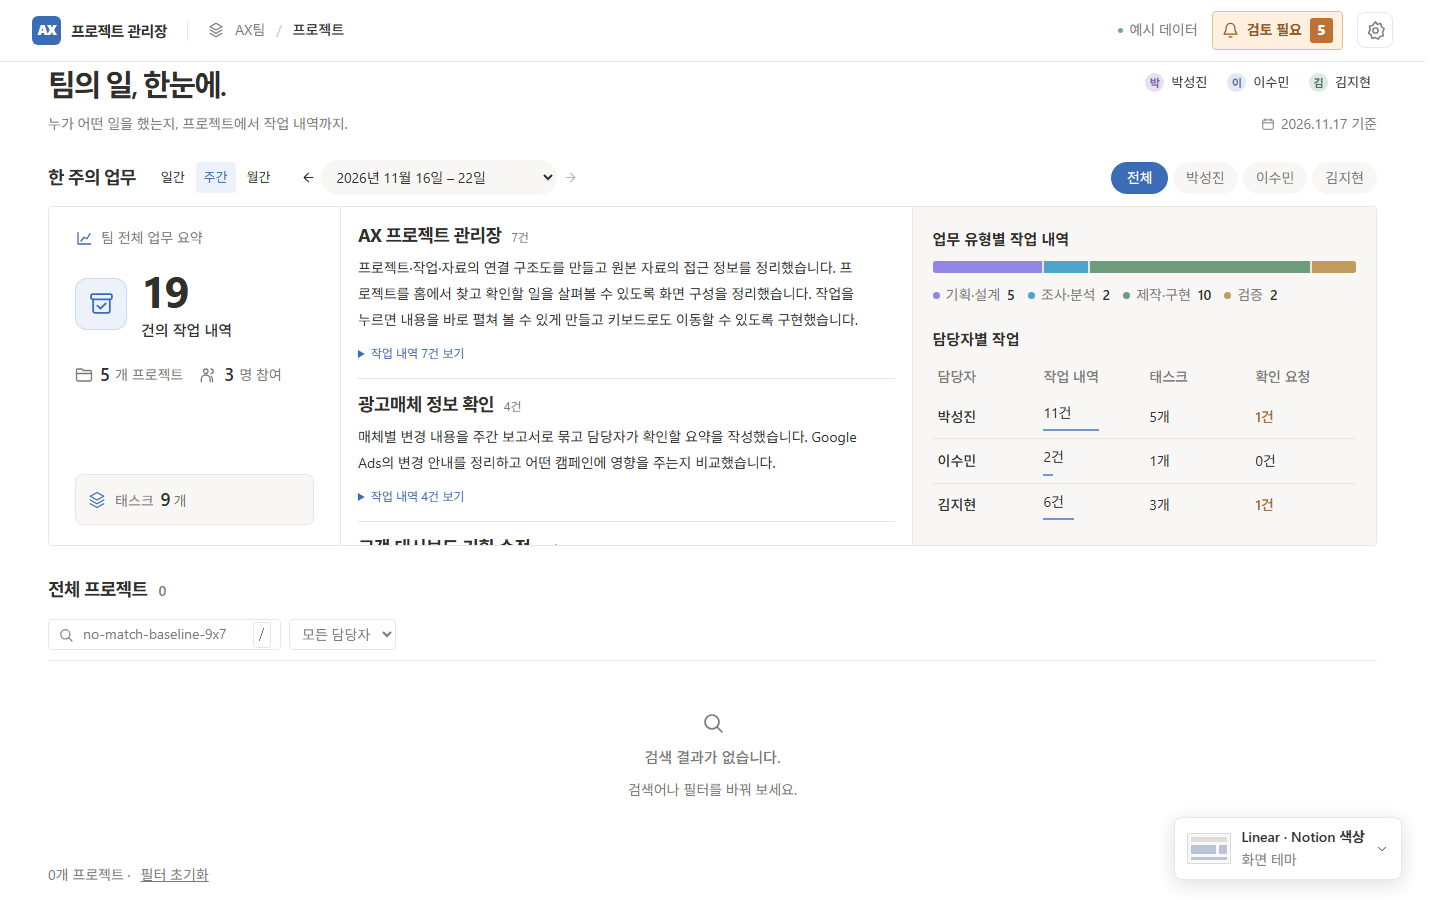 AX 프로젝트 관리장 AX팀 / 프로젝트 예시 데이터 검토 필요 5
팀의 일, 한눈에.
박 박성진 이 이수민 김 김지현
누가 어떤 일을 했는지, 프로젝트에서 작업 내역까지.
2026.11.17 기준
한 주의 업무 일간 주간 월간 ← 2026년 11월 16일 – 22일 →
전체 박성진 이수민 김지현
팀 전체 업무 요약
19
건의 작업 내역
5 개 프로젝트 3 명 참여
태스크 9 개
AX 프로젝트 관리장 7건
프로젝트·작업·자료의 연결 구조도를 만들고 원본 자료의 접근 정보를 정리했습니다. 프
로젝트를 홈에서 찾고 확인할 일을 살펴볼 수 있도록 화면 구성을 정리했습니다. 작업을
누르면 내용을 바로 펼쳐 볼 수 있게 만들고 키보드로도 이동할 수 있도록 구현했습니다.
▶ 작업 내역 7건 보기
광고매체 정보 확인 4건
매체별 변경 내용을 주간 보고서로 묶고 담당자가 확인할 요약을 작성했습니다. Google
Ads의 변경 안내를 정리하고 어떤 캠페인에 영향을 주는지 비교했습니다.
▶ 작업 내역 4건 보기
업무 유형별 작업 내역
기획·설계 5 조사·분석 2 제작·구현 10 검증 2
담당자별 작업
담당자 작업 내역 태스크 확인 요청
박성진 11건 5개 1건
이수민 2건 1개 0건
김지현 6건 3개 1건
전체 프로젝트 0
no-match-baseline-9x7 / 모든 담당자
검색 결과가 없습니다.
검색어나 필터를 바꿔 보세요.
Linear · Notion 색상
화면 테마
0개 프로젝트 · 필터 초기화